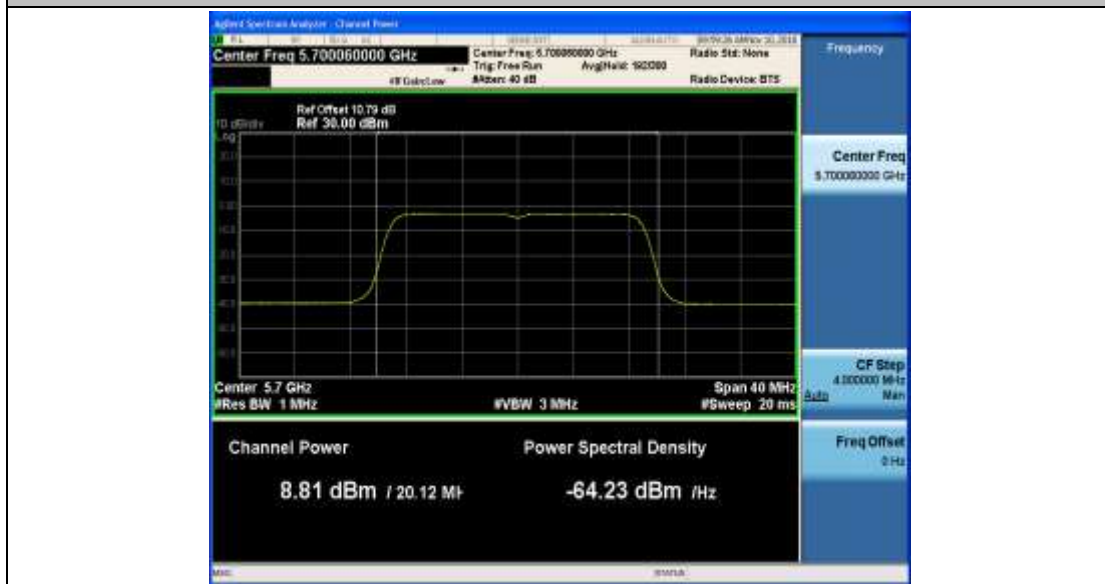 Agilent Spectrum Analyzer - Channel Power
Center Freq 5.700060000 GHz
Center Freq: 5.700060000 GHz
Trig: Free Run Avg|Hold:
#IFGain:Low #Atten: 40 dB
Radio Std: None
Radio Device: BTS
Ref Offset 10.79 dB
10 dB/div Ref 30.00 dBm
Log
Center 5.7 GHz Span 40 MHz
#Res BW 1 MHz #VBW 3 MHz #Sweep 20 ms
Channel Power Power Spectral Density
8.81 dBm / 20.12 MH -64.23 dBm /Hz
Frequency
Center Freq
5.700060000 GHz
CF Step
4.000000 MHz
Auto Man
Freq Offset
0 Hz
MSG STATUS